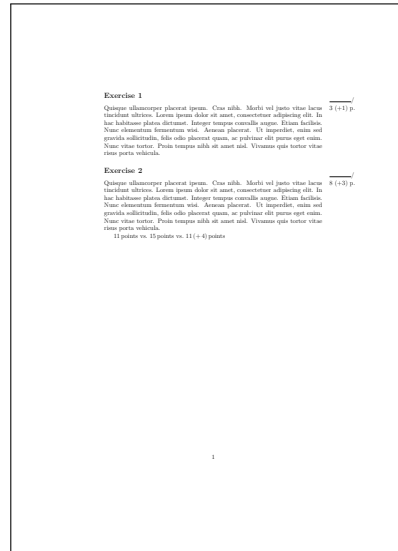 Exercise 1
/
Quisque ullamcorper placerat ipsum. Cras nibh. Morbi vel justo vitae lacus
3 (+1) p.
tincidunt ultrices. Lorem ipsum dolor sit amet, consectetuer adipiscing elit. In
hac habitasse platea dictumst. Integer tempus convallis augue. Etiam facilisis.
Nunc elementum fermentum wisi. Aenean placerat. Ut imperdiet, enim sed
gravida sollicitudin, felis odio placerat quam, ac pulvinar elit purus eget enim.
Nunc vitae tortor. Proin tempus nibh sit amet nisl. Vivamus quis tortor vitae
risus porta vehicula.
Exercise 2
/
Quisque ullamcorper placerat ipsum. Cras nibh. Morbi vel justo vitae lacus
8 (+3) p.
tincidunt ultrices. Lorem ipsum dolor sit amet, consectetuer adipiscing elit. In
hac habitasse platea dictumst. Integer tempus convallis augue. Etiam facilisis.
Nunc elementum fermentum wisi. Aenean placerat. Ut imperdiet, enim sed
gravida sollicitudin, felis odio placerat quam, ac pulvinar elit purus eget enim.
Nunc vitae tortor. Proin tempus nibh sit amet nisl. Vivamus quis tortor vitae
risus porta vehicula.
11 points vs. 15 points vs. 11 (+ 4) points
1